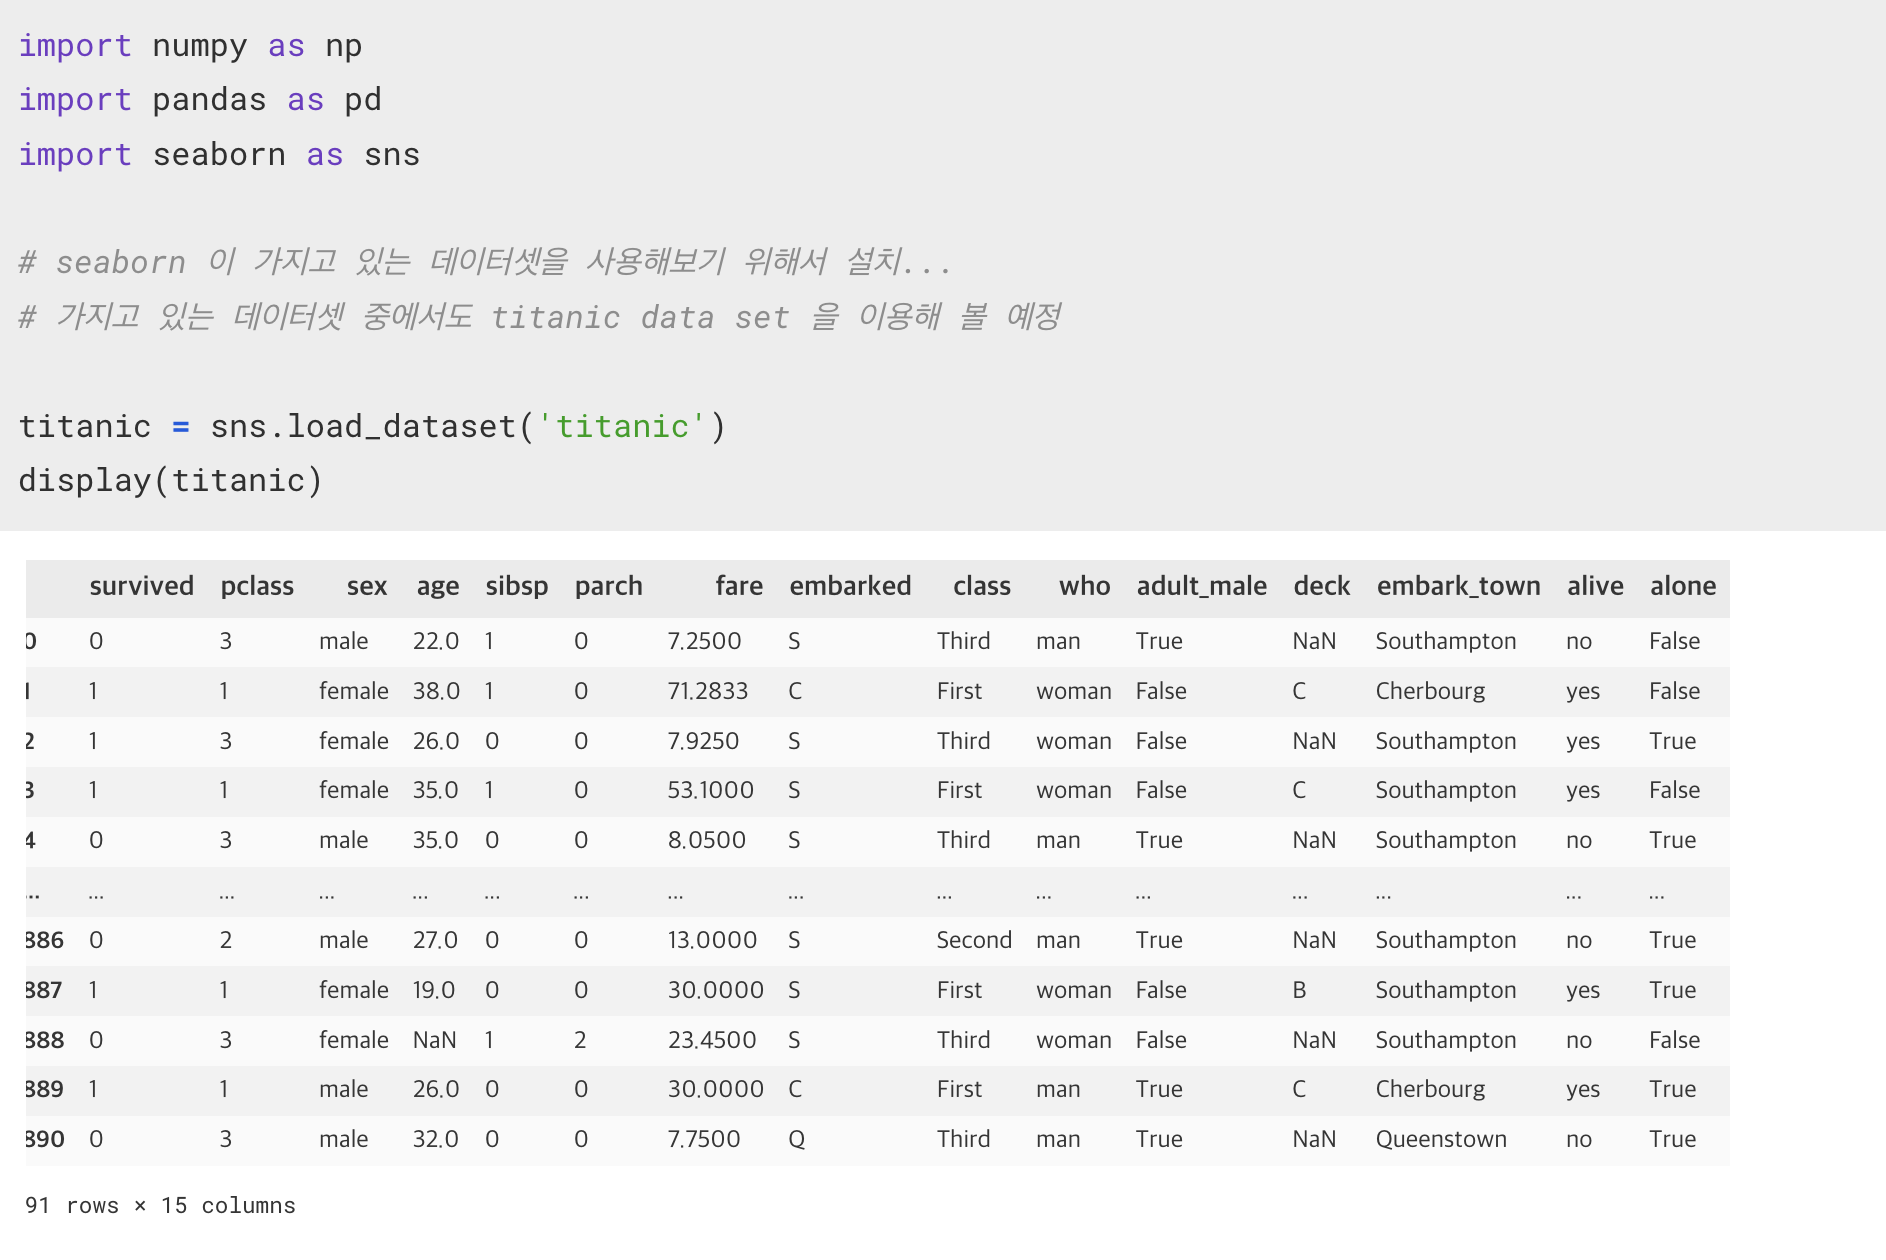 import numpy as np
import pandas as pd
import seaborn as sns
# seaborn 이 가지고 있는 데이터셋을 사용해보기 위해서 설치...
# 가지고 있는 데이터셋 중에서도 titanic data set 을 이용해 볼 예정
titanic = sns.load_dataset('titanic')
display(titanic)
survived pclass sex age sibsp parch fare embarked class who adult_male deck embark_town alive alone
0 0 3 male 22.0 1 0 7.2500 S Third man True NaN Southampton no False
1 1 1 female 38.0 1 0 71.2833 C First woman False C Cherbourg yes False
2 1 3 female 26.0 0 0 7.9250 S Third woman False NaN Southampton yes True
3 1 1 female 35.0 1 0 53.1000 S First woman False C Southampton yes False
4 0 3 male 35.0 0 0 8.0500 S Third man True NaN Southampton no True
... ... ... ... ... ... ... ... ... ... ... ... ... ... ... ...
886 0 2 male 27.0 0 0 13.0000 S Second man True NaN Southampton no True
887 1 1 female 19.0 0 0 30.0000 S First woman False B Southampton yes True
888 0 3 female NaN 1 2 23.4500 S Third woman False NaN Southampton no False
889 1 1 male 26.0 0 0 30.0000 C First man True C Cherbourg yes True
890 0 3 male 32.0 0 0 7.7500 Q Third man True NaN Queenstown no True
91 rows × 15 columns